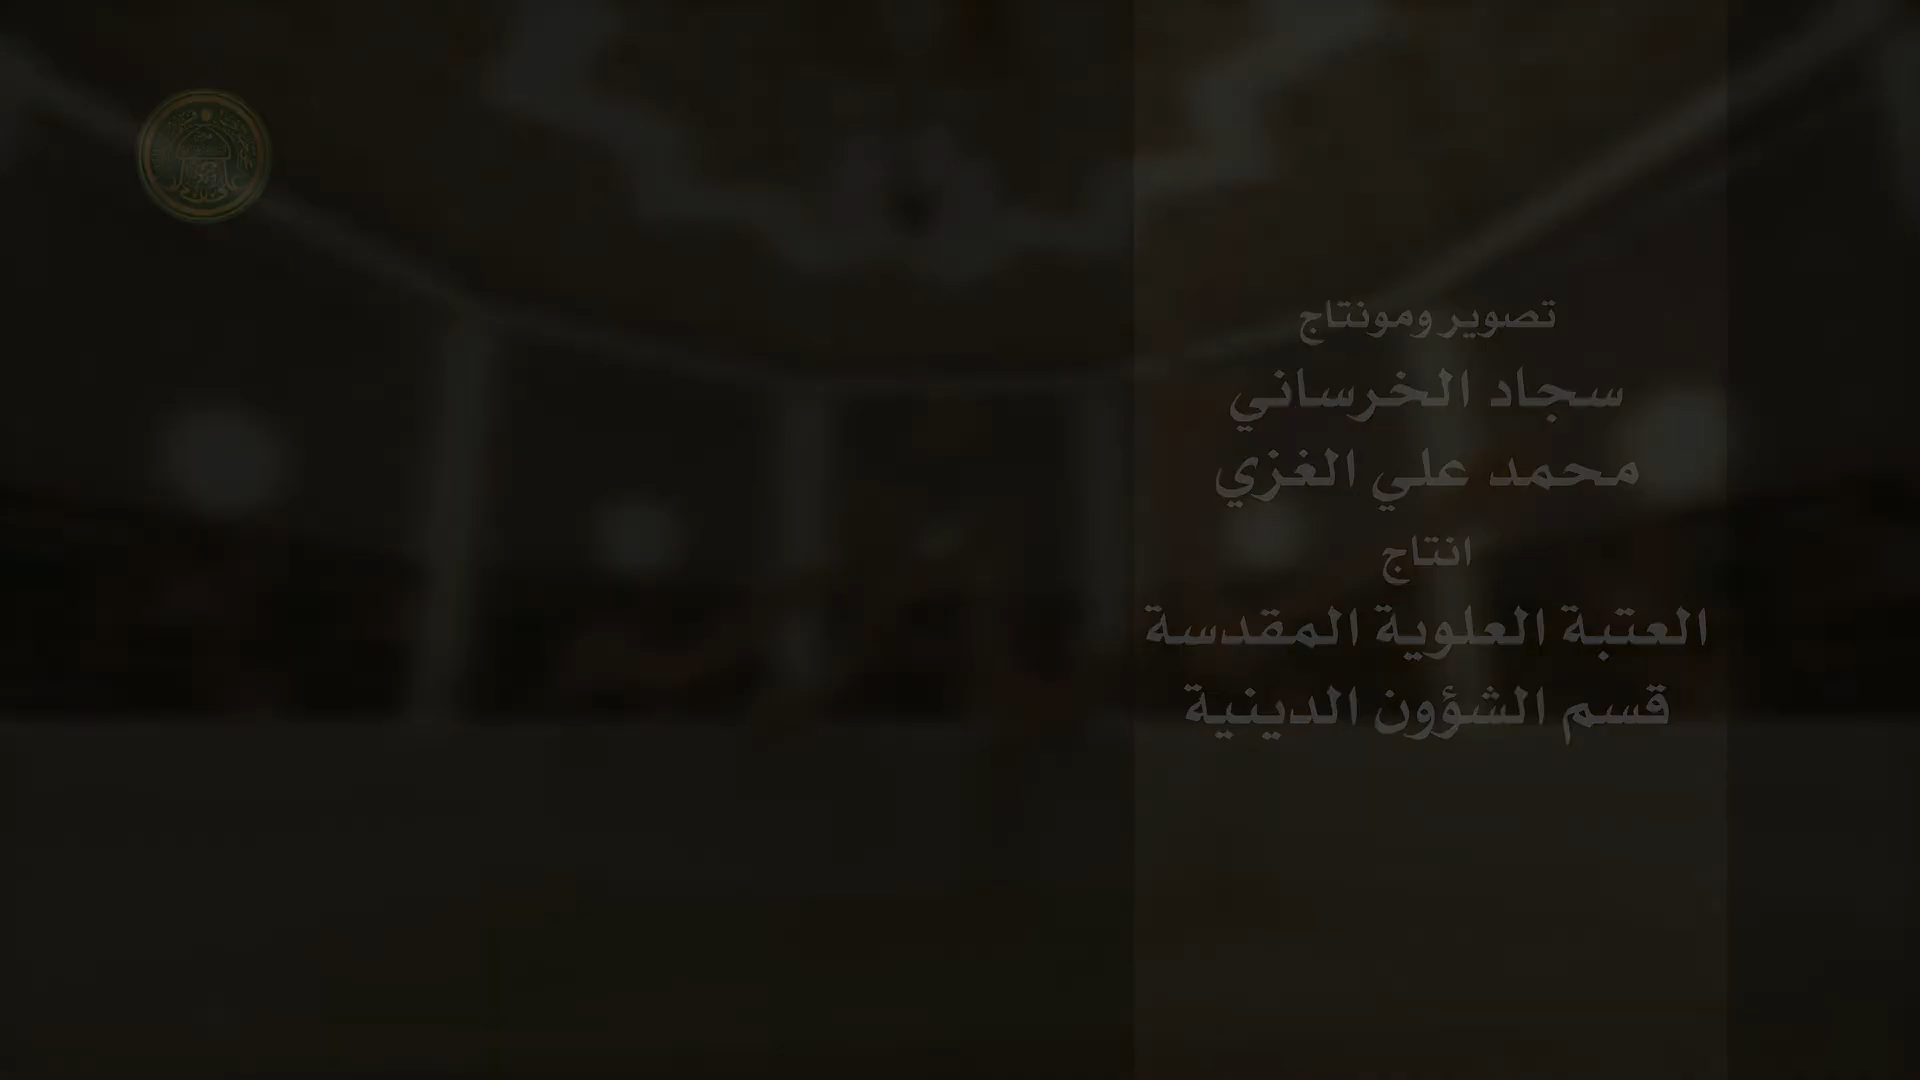 تصوير ومونتاج
سجاد الخرساني
محمد علي الغزي
انتاج
العتبة العلوية المقدسة
قسم الشؤون الدينية